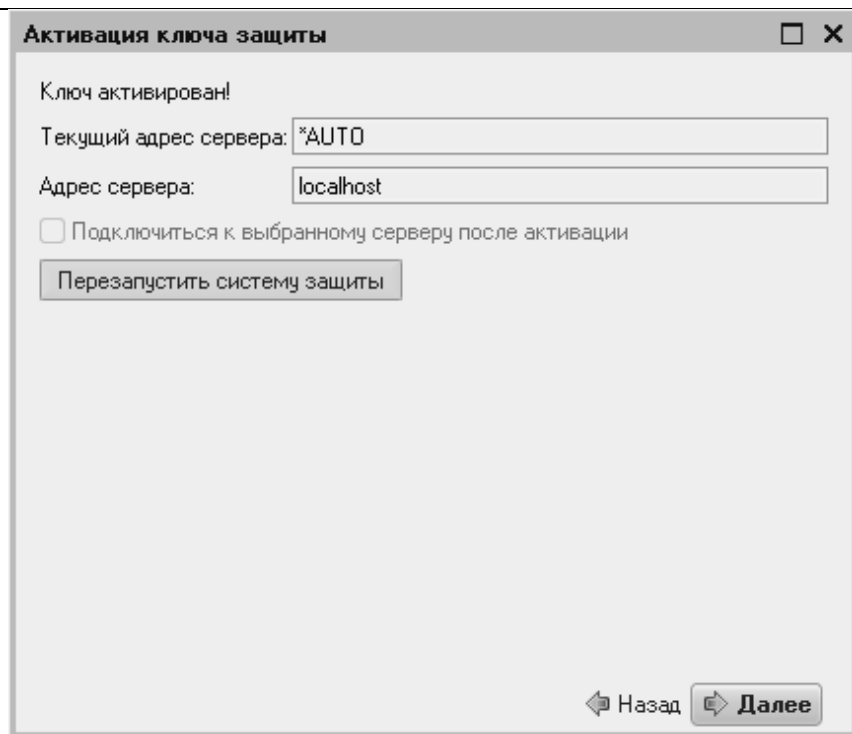 Активация ключа защиты
Ключ активирован!
Текущий адрес сервера: *AUTO
Адрес сервера: localhost
Подключиться к выбранному серверу после активации
Перезапустить систему защиты
Назад Далее